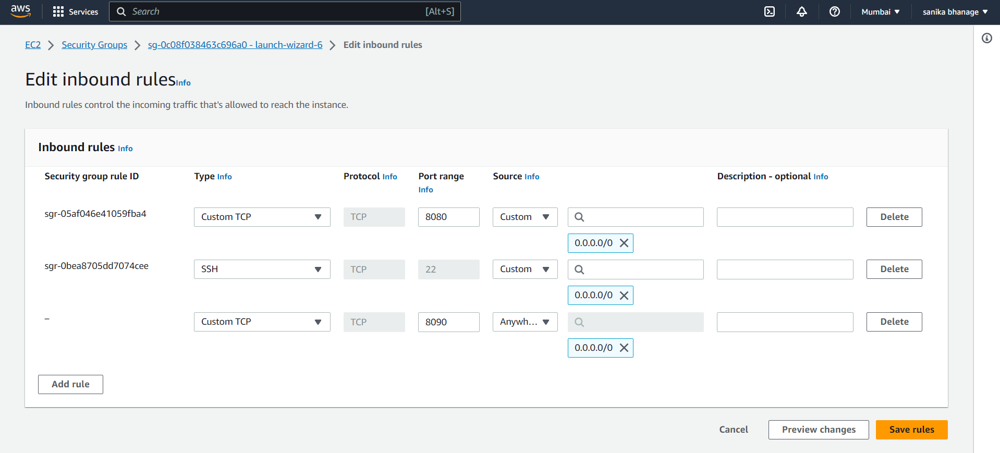 aws Services Search [Alt+S] Mumbai sanika bhanage
EC2 Security Groups sg-0c08f038463c696a0 - launch-wizard-6 Edit inbound rules
Edit inbound rules Info
Inbound rules control the incoming traffic that's allowed to reach the instance.
Inbound rules Info
Security group rule ID Type Info Protocol Info Port range Info Source Info Description - optional Info
sgr-05af046e41059fba4 Custom TCP TCP 8080 Custom Delete
0.0.0.0/0
sgr-0bea8705dd7074cee SSH TCP 22 Custom Delete
0.0.0.0/0
– Custom TCP TCP 8090 Anywh... Delete
0.0.0.0/0
Add rule
Cancel Preview changes Save rules